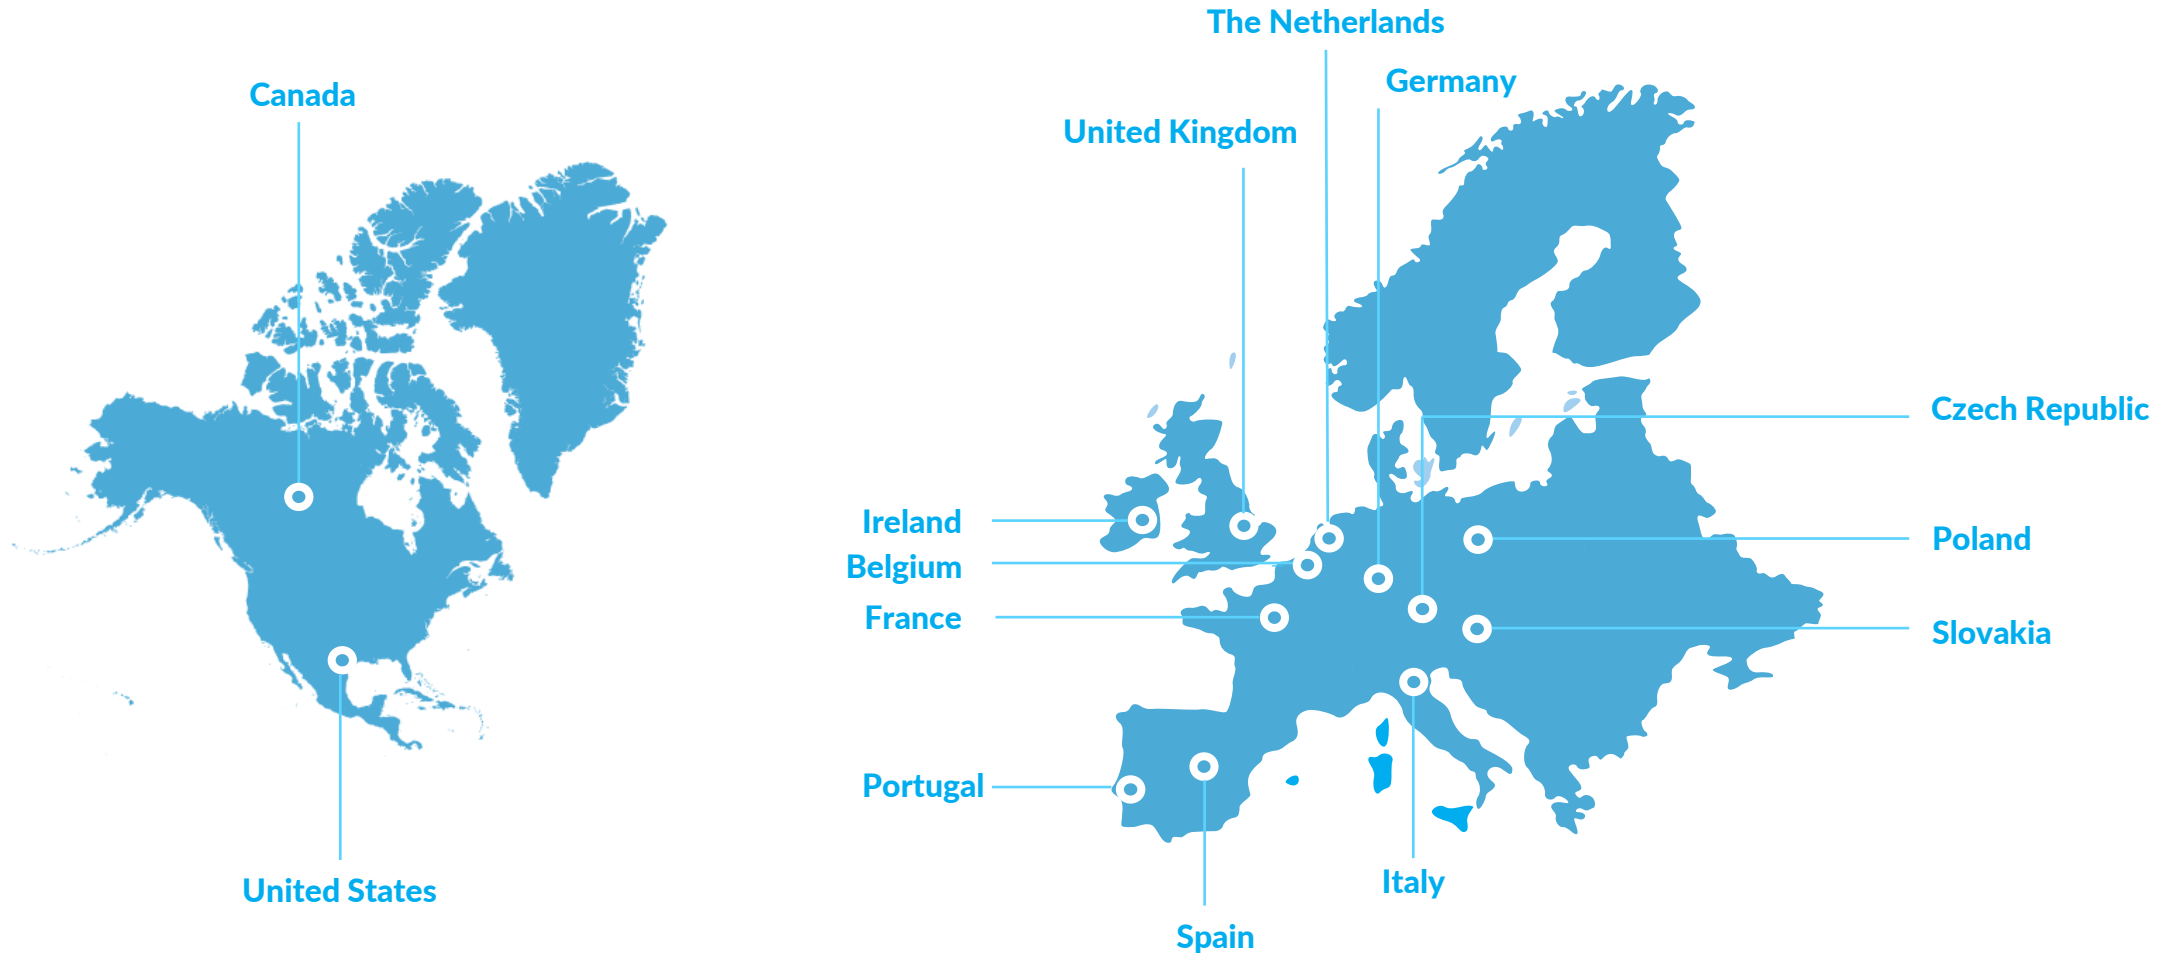 The Netherlands
Germany
Canada
United Kingdom
Czech Republic
Ireland
Poland
Belgium
France
Slovakia
Portugal
Italy
United States
Spain